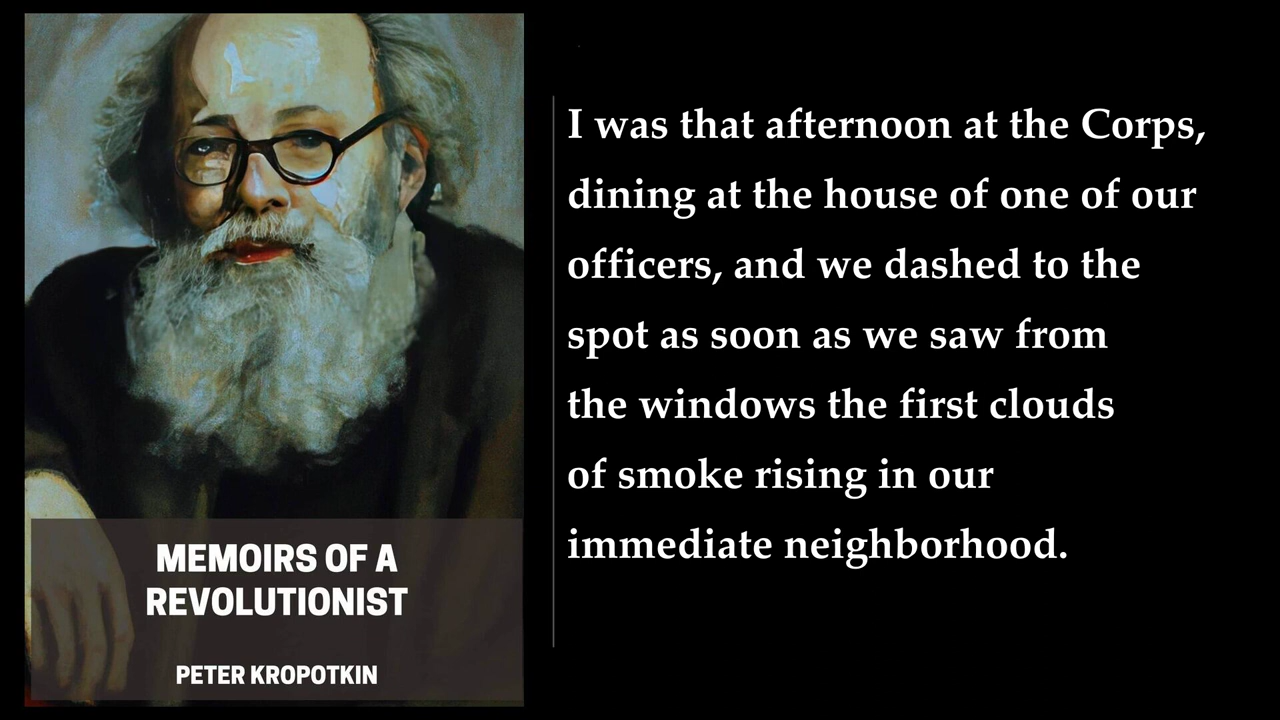 MEMOIRS OF A
REVOLUTIONIST
PETER KROPOTKIN
I was that afternoon at the Corps,
dining at the house of one of our
officers, and we dashed to the
spot as soon as we saw from
the windows the first clouds
of smoke rising in our
immediate neighborhood.